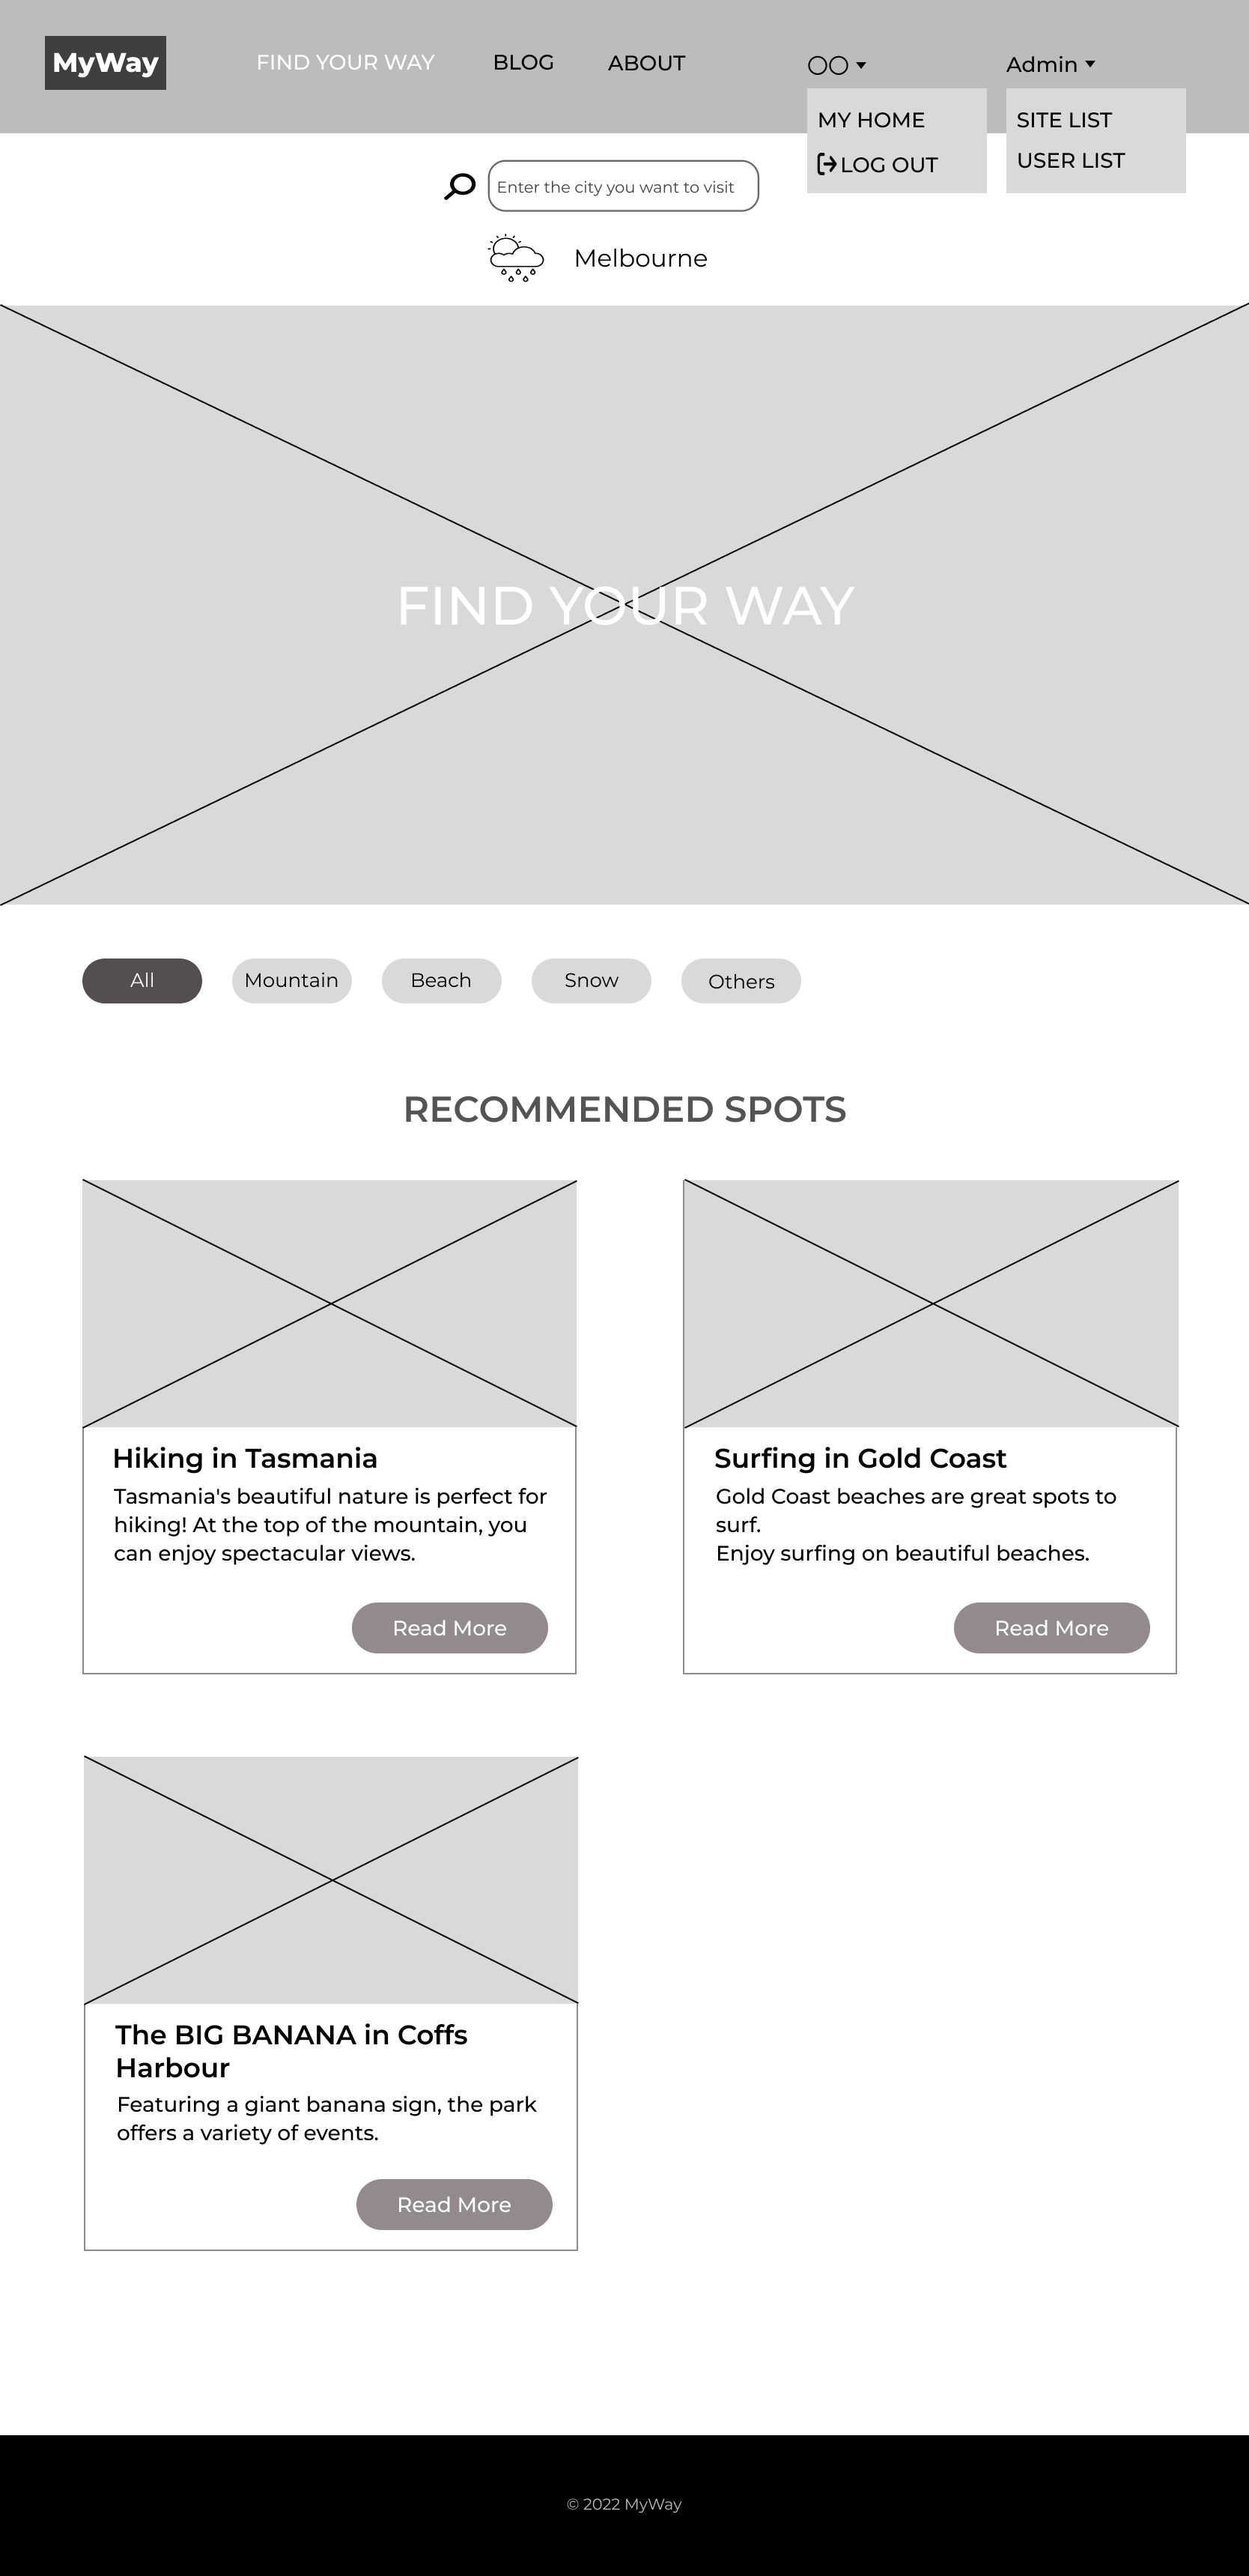 MyWay
FIND YOUR WAY
BLOG
ABOUT
○○
Admin
MY HOME
LOG OUT
SITE LIST
USER LIST
Enter the city you want to visit
Melbourne
FIND YOUR WAY
All
Mountain
Beach
Snow
Others
RECOMMENDED SPOTS
Hiking in Tasmania
Tasmania's beautiful nature is perfect for
hiking! At the top of the mountain, you
can enjoy spectacular views.
Read More
Surfing in Gold Coast
Gold Coast beaches are great spots to
surf.
Enjoy surfing on beautiful beaches.
Read More
The BIG BANANA in Coffs
Harbour
Featuring a giant banana sign, the park
offers a variety of events.
Read More
© 2022 MyWay